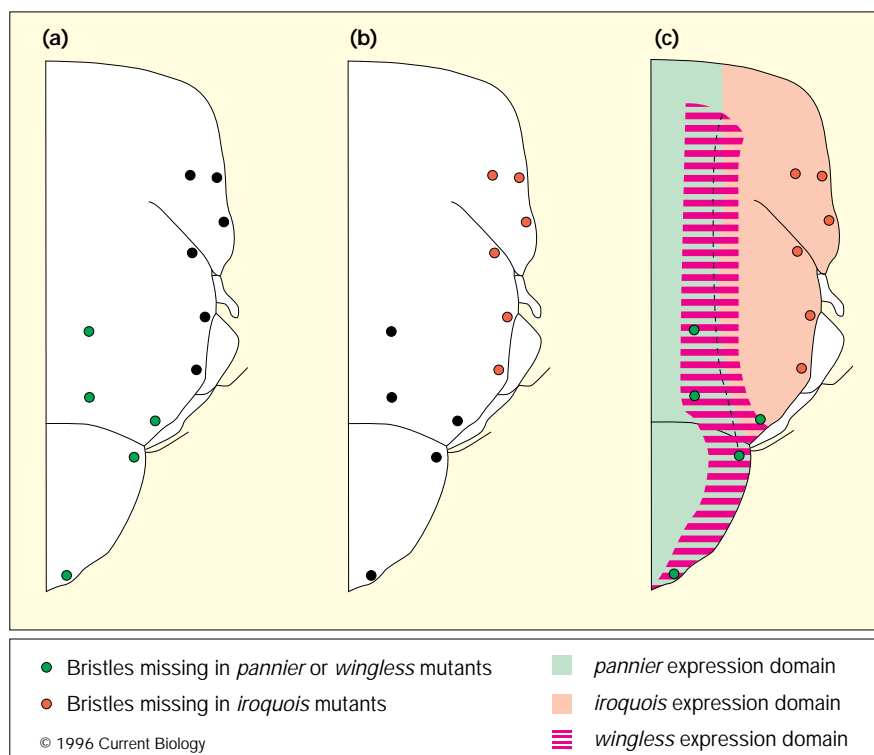 (a)
(b)
(c)
Bristles missing in pannier or wingless mutants
Bristles missing in iroquois mutants
© 1996 Current Biology
pannier expression domain
iroquois expression domain
wingless expression domain